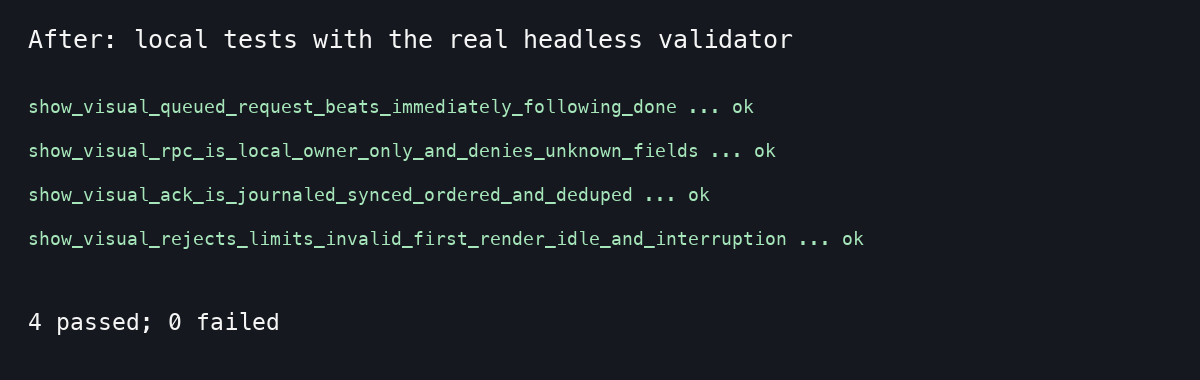 After: local tests with the real headless validator
show_visual_queued_request_beats_immediately_following_done ... ok
show_visual_rpc_is_local_owner_only_and_denies_unknown_fields ... ok
show_visual_ack_is_journaled_synced_ordered_and_deduped ... ok
show_visual_rejects_limits_invalid_first_render_idle_and_interruption ... ok
4 passed; 0 failed